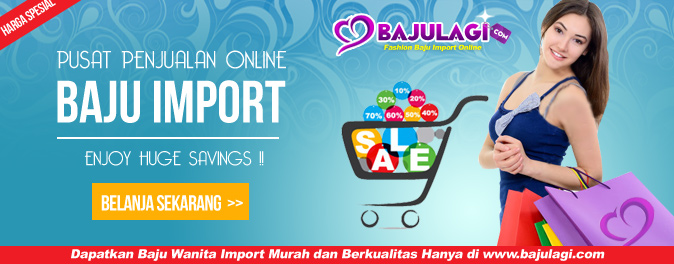 HARGA SPESIAL
BAJULAGI.COM
Fashion Baju Import Online
PUSAT PENJUALAN ONLINE
BAJU IMPORT
ENJOY HUGE SAVINGS !!
BELANJA SEKARANG >>
10%
30% 20%
70% 60% 50% 40%
SALE
Dapatkan Baju Wanita Import Murah dan Berkualitas Hanya di www.bajulagi.com